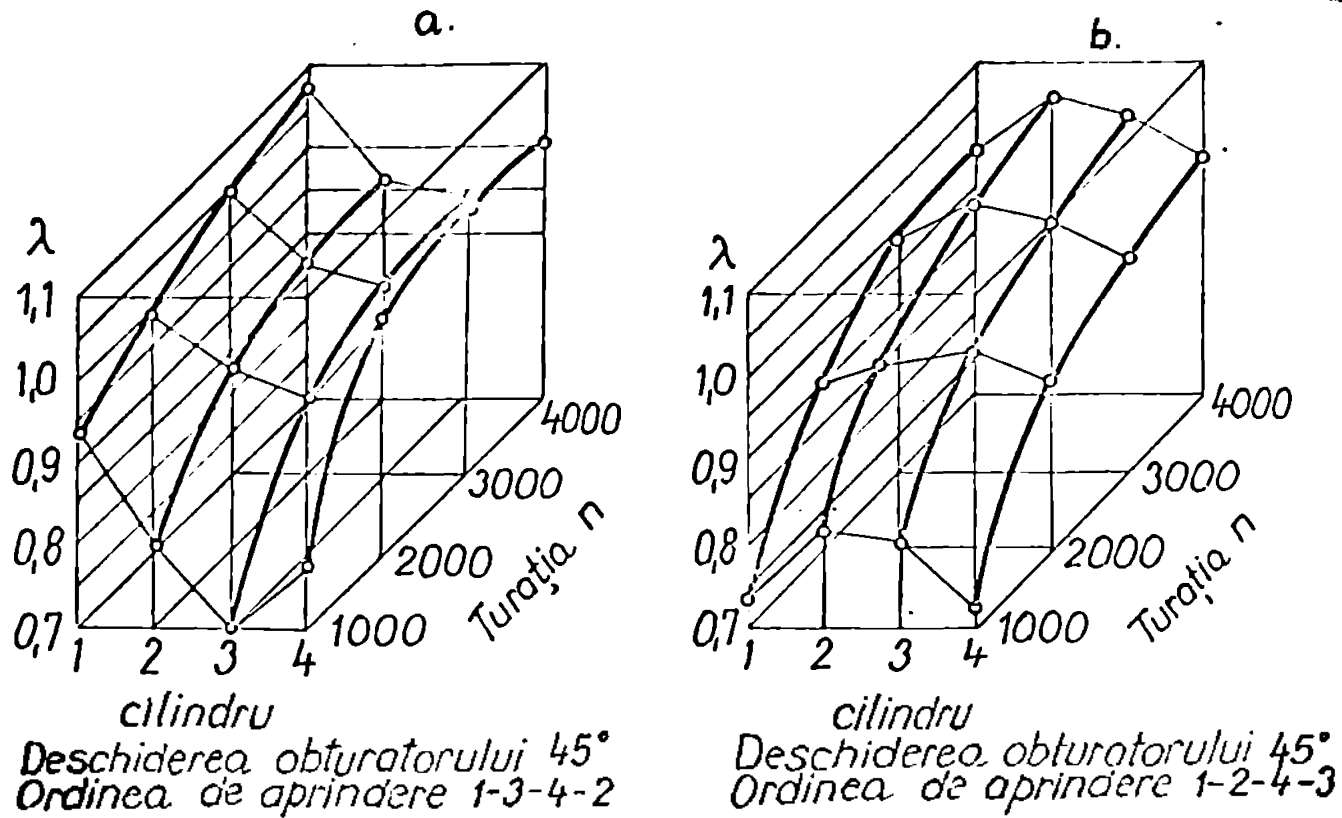 a.
λ
1,1
1,0
0,9
0,8
0,7
1 2 3 4
1000
2000
3000
4000
Turația n
cilindru
Deschiderea obturatorului 45°
Ordinea de aprindere 1-3-4-2
b.
λ
1,1
1,0
0,9
0,8
0,7
1 2 3 4
1000
2000
3000
4000
Turația n
cilindru
Deschiderea obturatorului 45°
Ordinea de aprindere 1-2-4-3